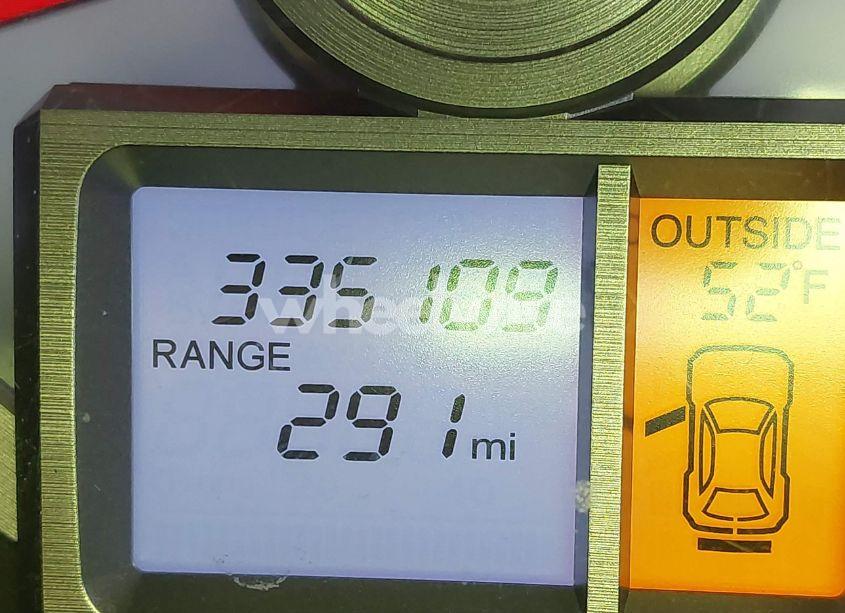 335109
RANGE
291 mi
OUTSIDE
52°F